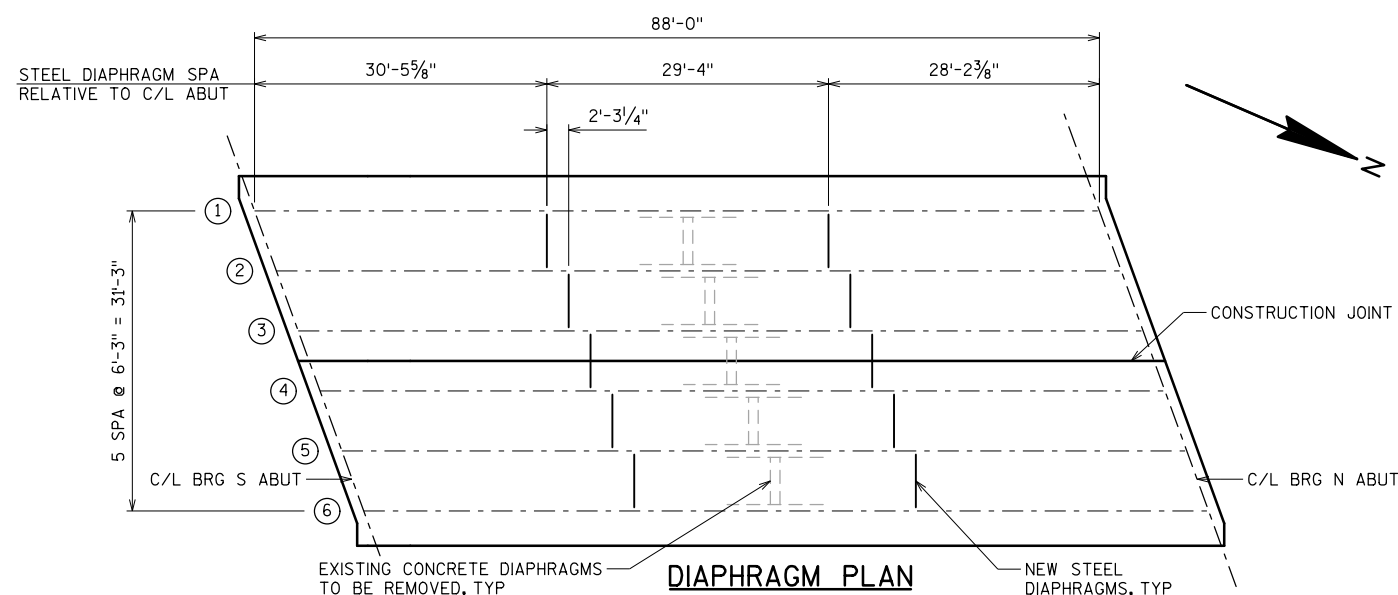 88'-0"
STEEL DIAPHRAGM SPA
RELATIVE TO C/L ABUT
30'-5⅝"
29'-4"
28'-2⅜"
2'-3¼"
N
1
2
3
4
5
6
5 SPA @ 6'-3" = 31'-3"
CONSTRUCTION JOINT
C/L BRG S ABUT
C/L BRG N ABUT
EXISTING CONCRETE DIAPHRAGMS
TO BE REMOVED, TYP
DIAPHRAGM PLAN
NEW STEEL
DIAPHRAGMS, TYP